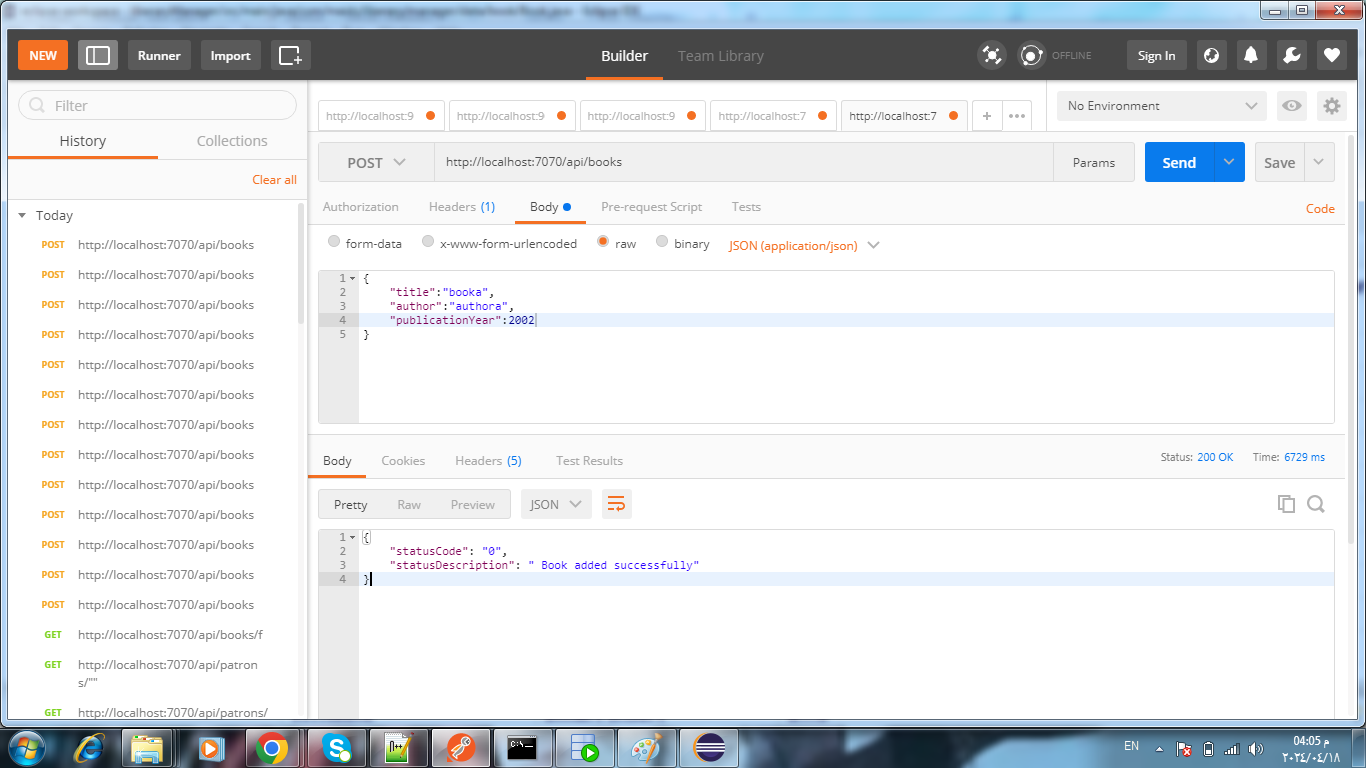 NEW
Runner
Import
Builder
Team Library
OFFLINE
Sign In
Filter
History
Collections
Clear all
Today
POST http://localhost:7070/api/books
POST http://localhost:7070/api/books
POST http://localhost:7070/api/books
POST http://localhost:7070/api/books
POST http://localhost:7070/api/books
POST http://localhost:7070/api/books
POST http://localhost:7070/api/books
POST http://localhost:7070/api/books
POST http://localhost:7070/api/books
POST http://localhost:7070/api/books
POST http://localhost:7070/api/books
POST http://localhost:7070/api/books
POST http://localhost:7070/api/books
GET http://localhost:7070/api/books/f
GET http://localhost:7070/api/patron
s/""
GET http://localhost:7070/api/patrons/
http://localhost:9
http://localhost:9
http://localhost:9
http://localhost:7
http://localhost:7
No Environment
POST
http://localhost:7070/api/books
Params
Send
Save
Authorization
Headers (1)
Body
Pre-request Script
Tests
Code
form-data
x-www-form-urlencoded
raw
binary
JSON (application/json)
1 {
2 "title":"booka",
3 "author":"authora",
4 "publicationYear":2002
5 }
Body
Cookies
Headers (5)
Test Results
Status: 200 OK
Time: 6729 ms
Pretty
Raw
Preview
JSON
1 {
2 "statusCode": "0",
3 "statusDescription": " Book added successfully"
4 }
EN
04:05 م
٢٠٢٤/٠٤/١٨